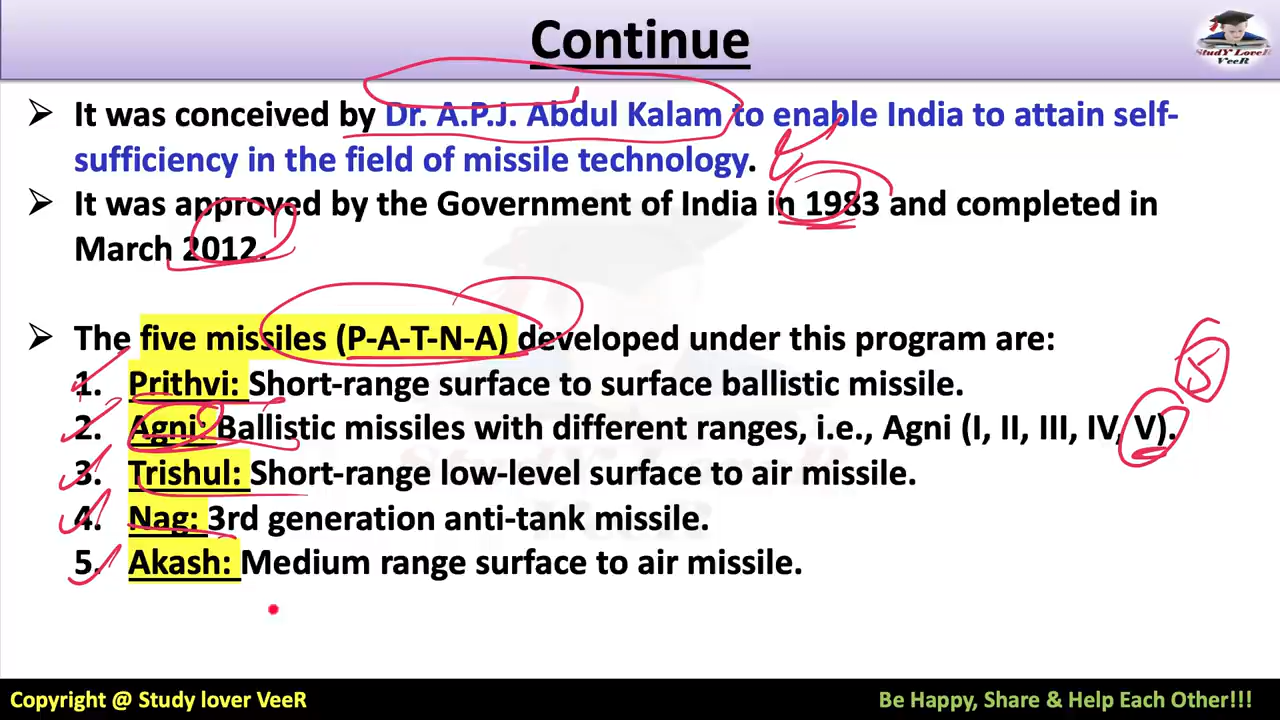 Continue
StudY LoveR
VeeR
➢ It was conceived by Dr. A.P.J. Abdul Kalam to enable India to attain self-
sufficiency in the field of missile technology.
➢ It was approved by the Government of India in 1983 and completed in
March 2012.
➢ The five missiles (P-A-T-N-A) developed under this program are:
1. Prithvi: Short-range surface to surface ballistic missile.
5
2. Agni: Ballistic missiles with different ranges, i.e., Agni (I, II, III, IV, V).
3. Trishul: Short-range low-level surface to air missile.
4. Nag: 3rd generation anti-tank missile.
5. Akash: Medium range surface to air missile.
StudY LoveR
VeeR
Copyright @ Study lover VeeR
Be Happy, Share & Help Each Other!!!